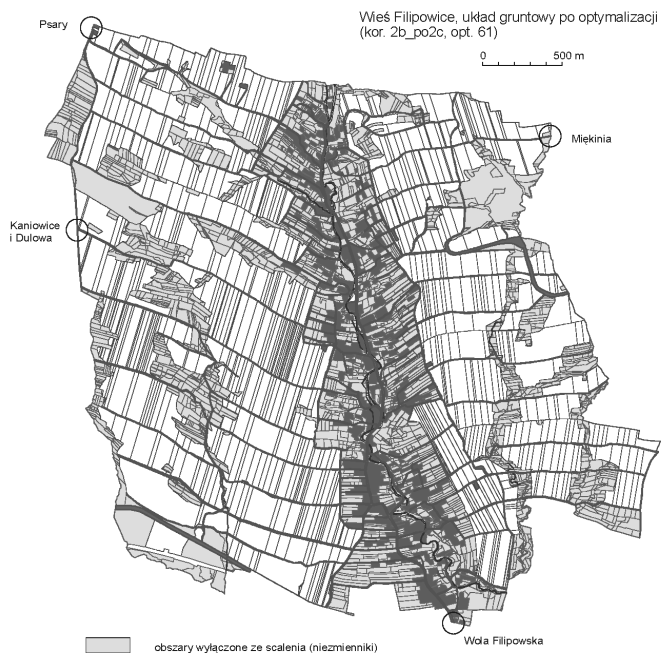 Wieś Filipowice, układ gruntowy po optymalizacji
(kor. 2b_po2c, opt. 61)
0 500 m
Psary
Miękinia
Kaniowice
i Dulowa
Wola Filipowska
obszary wyłączone ze scalenia (niezmienniki)